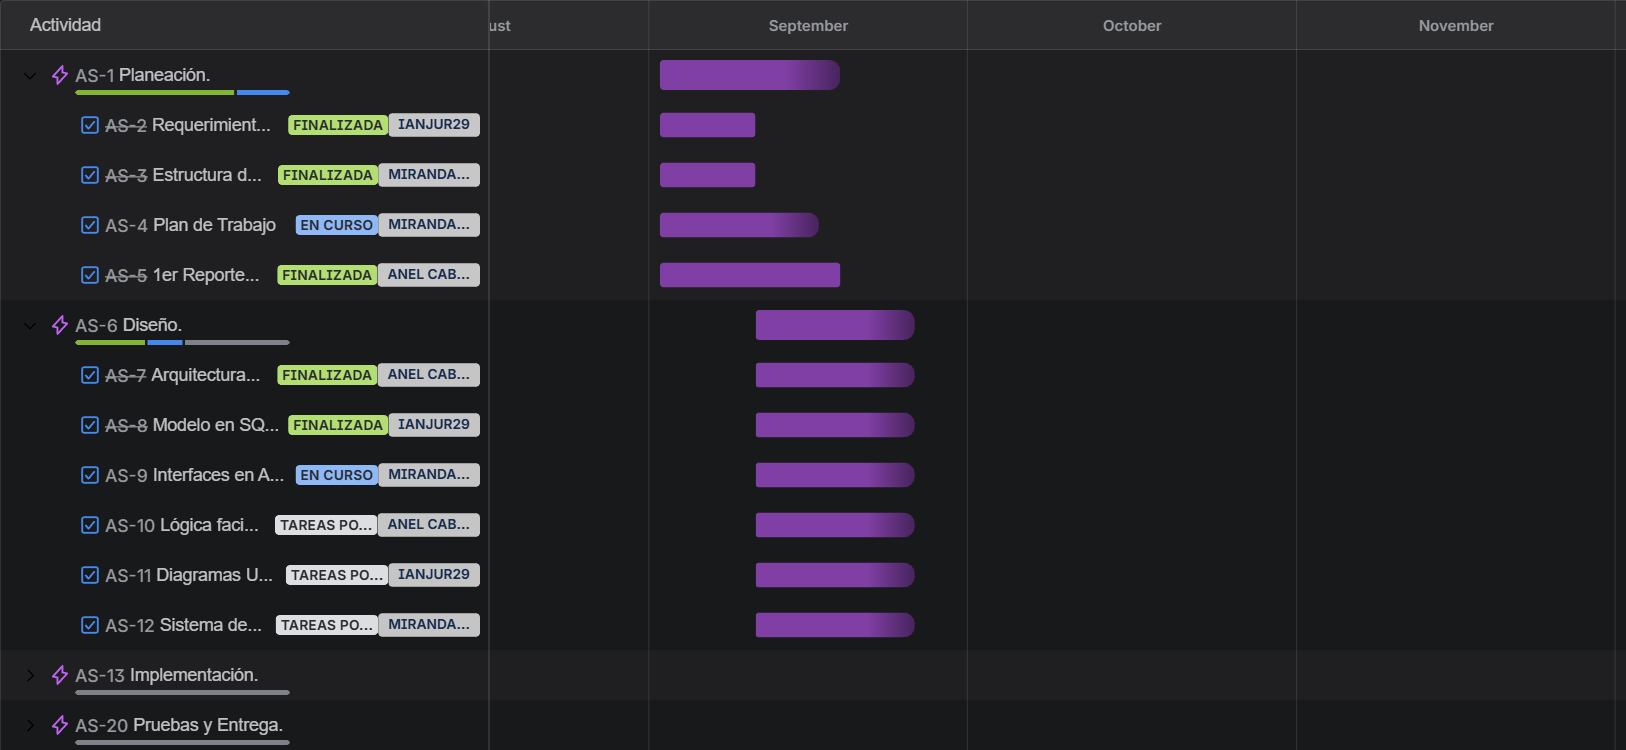 Actividad ust September October November
AS-1 Planeación.
AS-2 Requerimient... FINALIZADA IANJUR29
AS-3 Estructura d... FINALIZADA MIRANDA...
AS-4 Plan de Trabajo EN CURSO MIRANDA...
AS-5 1er Reporte... FINALIZADA ANEL CAB...
AS-6 Diseño.
AS-7 Arquitectura... FINALIZADA ANEL CAB...
AS-8 Modelo en SQ... FINALIZADA IANJUR29
AS-9 Interfaces en A... EN CURSO MIRANDA...
AS-10 Lógica faci... TAREAS PO... ANEL CAB...
AS-11 Diagramas U... TAREAS PO... IANJUR29
AS-12 Sistema de... TAREAS PO... MIRANDA...
AS-13 Implementación.
AS-20 Pruebas y Entrega.